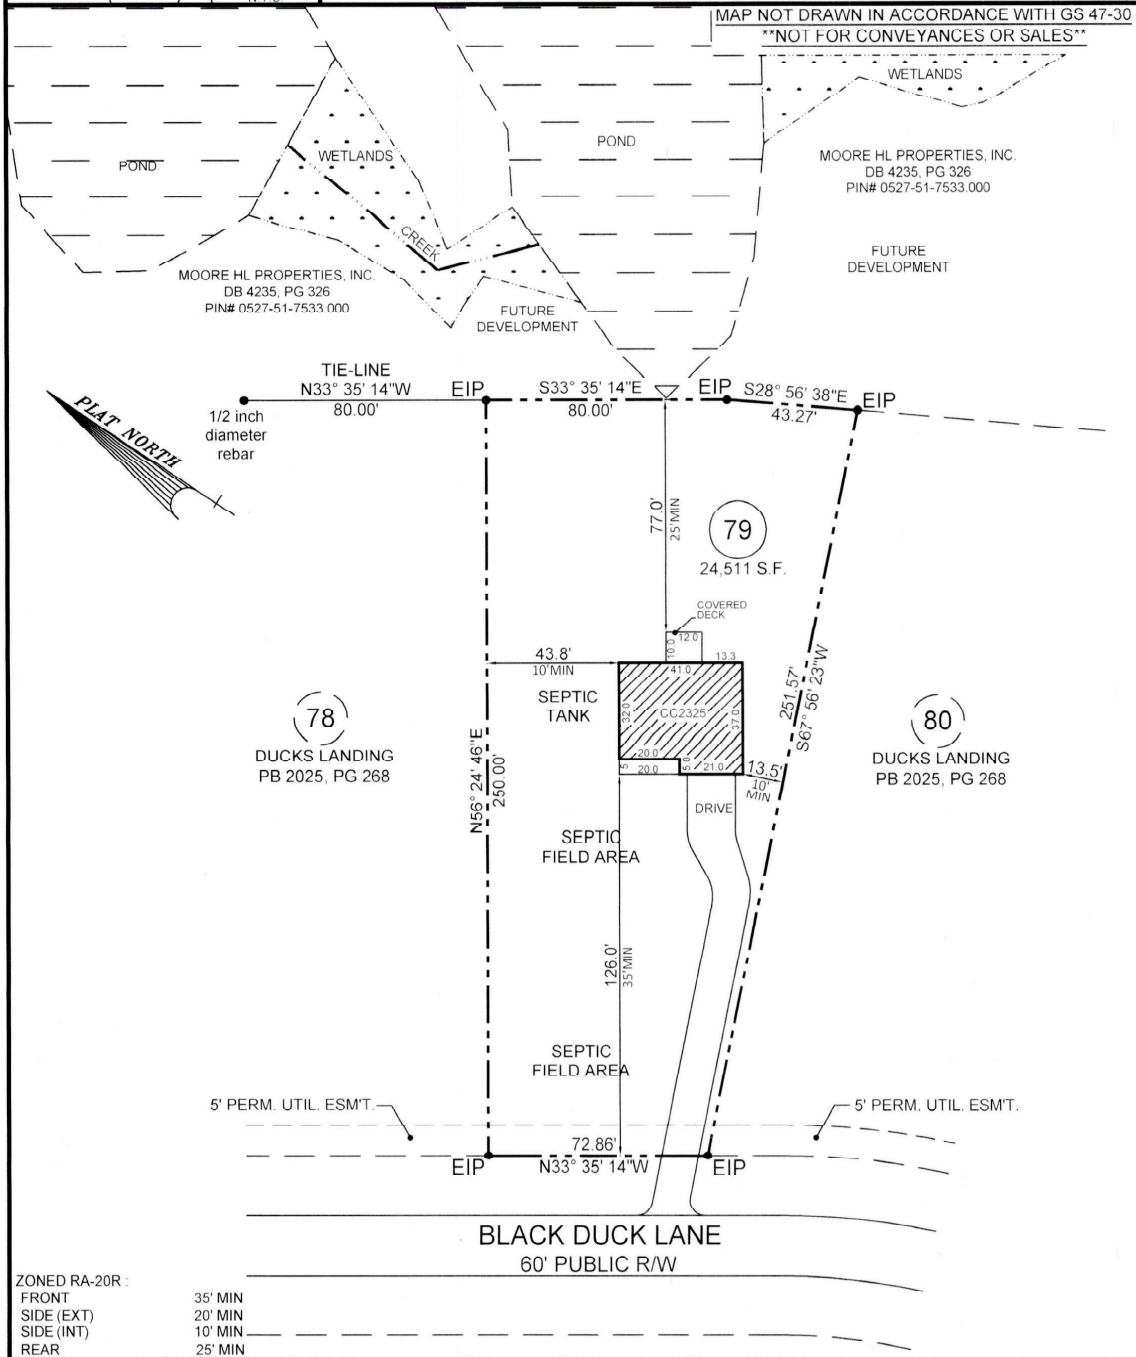 MAP NOT DRAWN IN ACCORDANCE WITH GS 47-30
**NOT FOR CONVEYANCES OR SALES**
WETLANDS
POND
WETLANDS
POND
MOORE HL PROPERTIES, INC.
DB 4235, PG 326
PIN# 0527-51-7533.000
CREEK
FUTURE
DEVELOPMENT
MOORE HL PROPERTIES, INC.
DB 4235, PG 326
PIN# 0527-51-7533.000
FUTURE
DEVELOPMENT
TIE-LINE
N33° 35' 14"W
80.00'
EIP
S33° 35' 14"E
80.00'
EIP
S28° 56' 38"E
43.27'
EIP
PLAT NORTH
1/2 inch
diameter
rebar
77.0'
25'MIN
79
24,511 S.F.
COVERED
DECK
12.0
10.0
13.3
43.8'
10'MIN
41.0
SEPTIC
TANK
32.0
CC2325
37.0
251.57'
S67° 56' 23"W
78
DUCKS LANDING
PB 2025, PG 268
80
DUCKS LANDING
PB 2025, PG 268
N56° 24' 46"E
250.00'
20.0
5
20.0
5.0
21.0
13.5'
10'
MIN
DRIVE
SEPTIC
FIELD AREA
126.0'
35'MIN
SEPTIC
FIELD AREA
5' PERM. UTIL. ESM'T.
5' PERM. UTIL. ESM'T.
72.86'
EIP
N33° 35' 14"W
EIP
BLACK DUCK LANE
60' PUBLIC R/W
ZONED RA-20R :
FRONT 35' MIN
SIDE (EXT) 20' MIN
SIDE (INT) 10' MIN
REAR 25' MIN